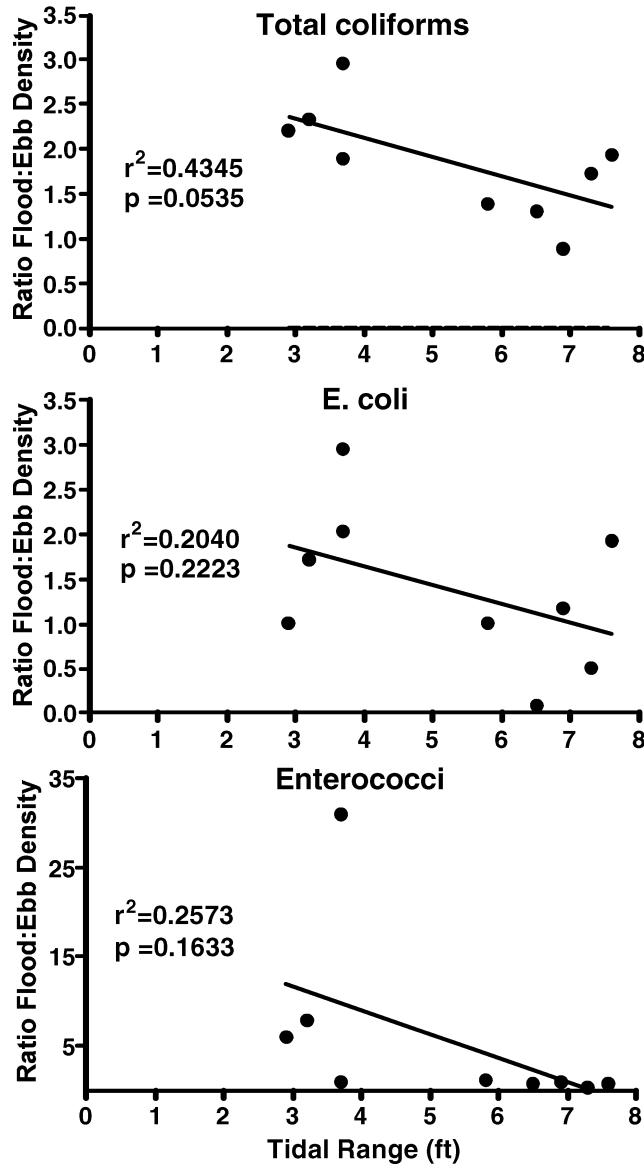 Total coliforms
Ratio Flood:Ebb Density
3.5
3.0
2.5
2.0
1.5
1.0
0.5
0.0
r²=0.4345
p =0.0535
0 1 2 3 4 5 6 7 8
E. coli
Ratio Flood:Ebb Density
3.5
3.0
2.5
2.0
1.5
1.0
0.5
0.0
r²=0.2040
p =0.2223
0 1 2 3 4 5 6 7 8
Enterococci
Ratio Flood:Ebb Density
35
25
15
5
r²=0.2573
p =0.1633
0 1 2 3 4 5 6 7 8
Tidal Range (ft)